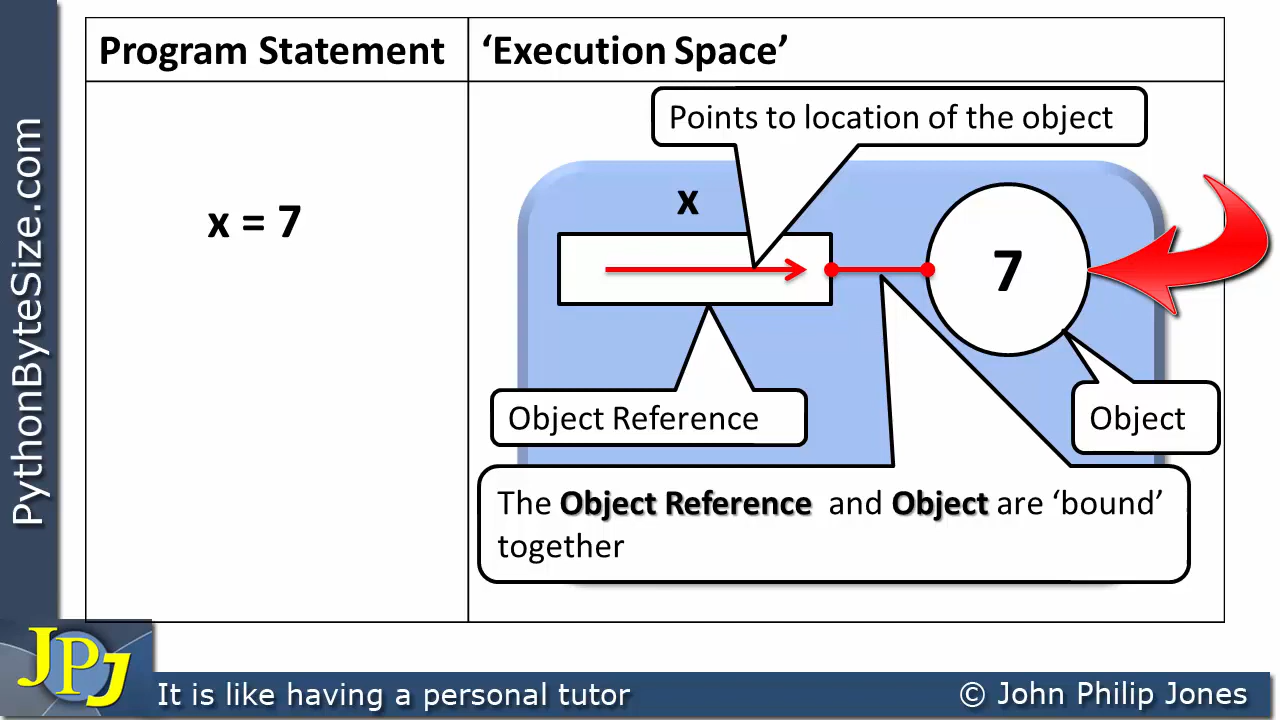 Program Statement
‘Execution Space’
Points to location of the object
x = 7
x
7
Object Reference
Object
The Object Reference and Object are ‘bound’
together
PythonByteSize.com
JPJ
It is like having a personal tutor
© John Philip Jones